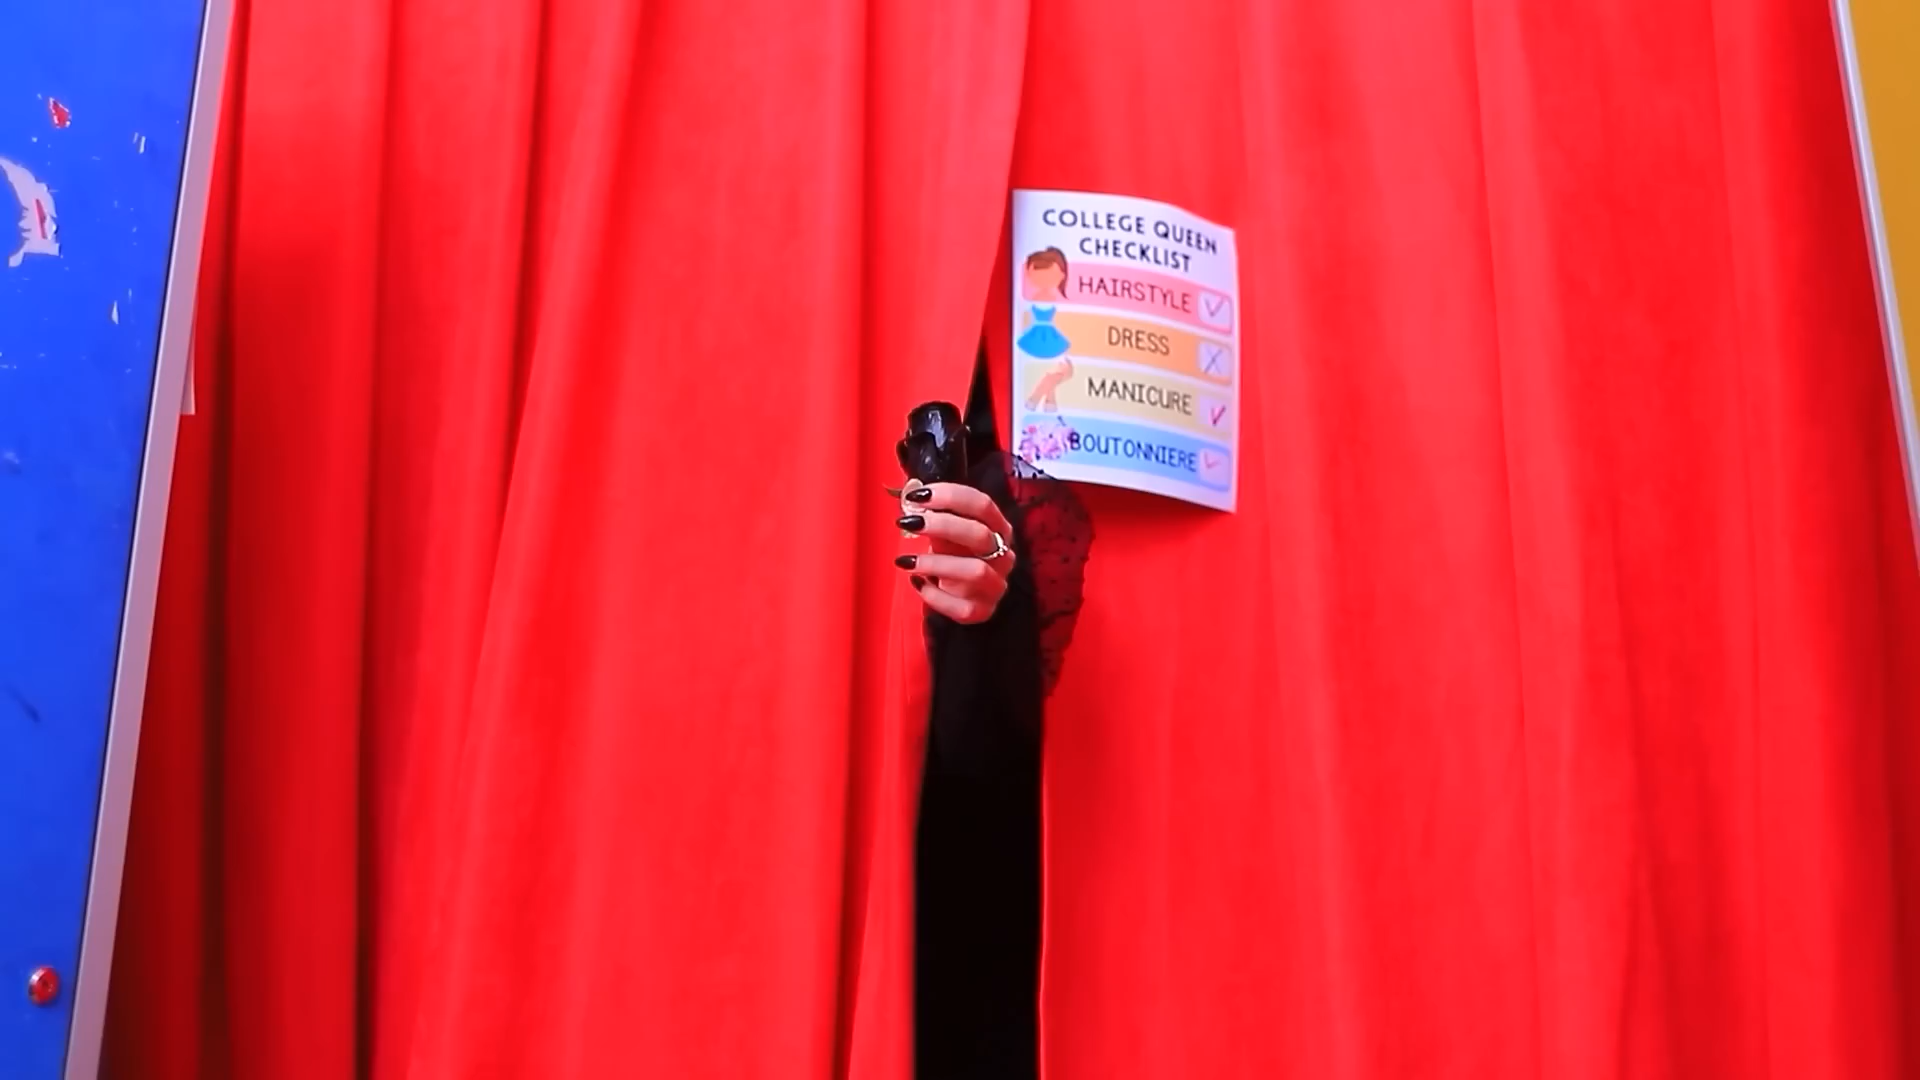 COLLEGE QUEEN
CHECKLIST
HAIRSTYLE
DRESS
MANICURE
BOUTONNIERE